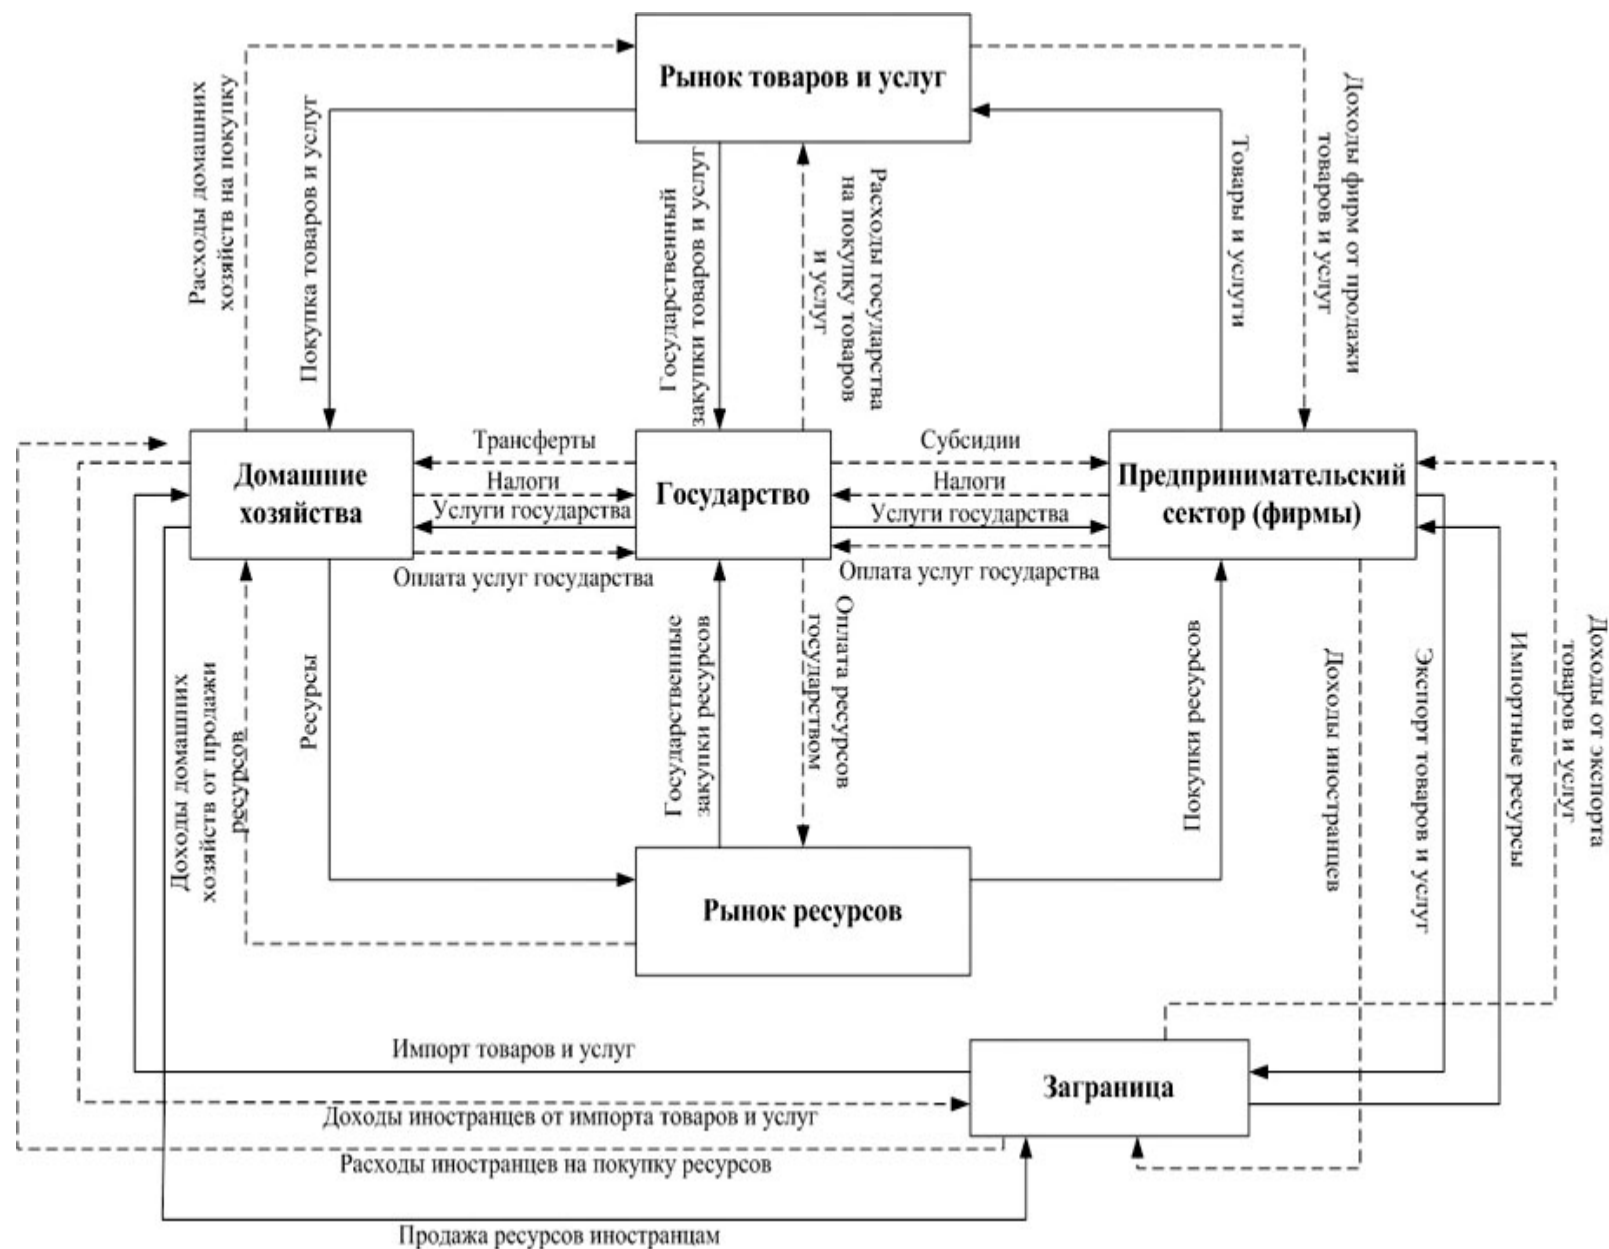 Рынок товаров и услуг
Расходы домашних
хозяйств на покупку
Покупка товаров и услуг
Государственный
закупки товаров и услуг
Расходы государства
на покупку товаров
и услуг
Товары и услуги
Доходы фирм от продажи
товаров и услуг
Домашние
хозяйства
Трансферты
Налоги
Услуги государства
Оплата услуг государства
Государство
Субсидии
Налоги
Услуги государства
Оплата услуг государства
Предпринимательский
сектор (фирмы)
Доходы домашних
хозяйств от продажи
ресурсов
Ресурсы
Государственные
закупки ресурсов
Оплата ресурсов
государством
Покупки ресурсов
Доходы иностранцев
Экспорт товаров и услуг
Импортные ресурсы
Доходы от экспорта
товаров и услуг
Рынок ресурсов
Импорт товаров и услуг
Заграница
Доходы иностранцев от импорта товаров и услуг
Расходы иностранцев на покупку ресурсов
Продажа ресурсов иностранцам